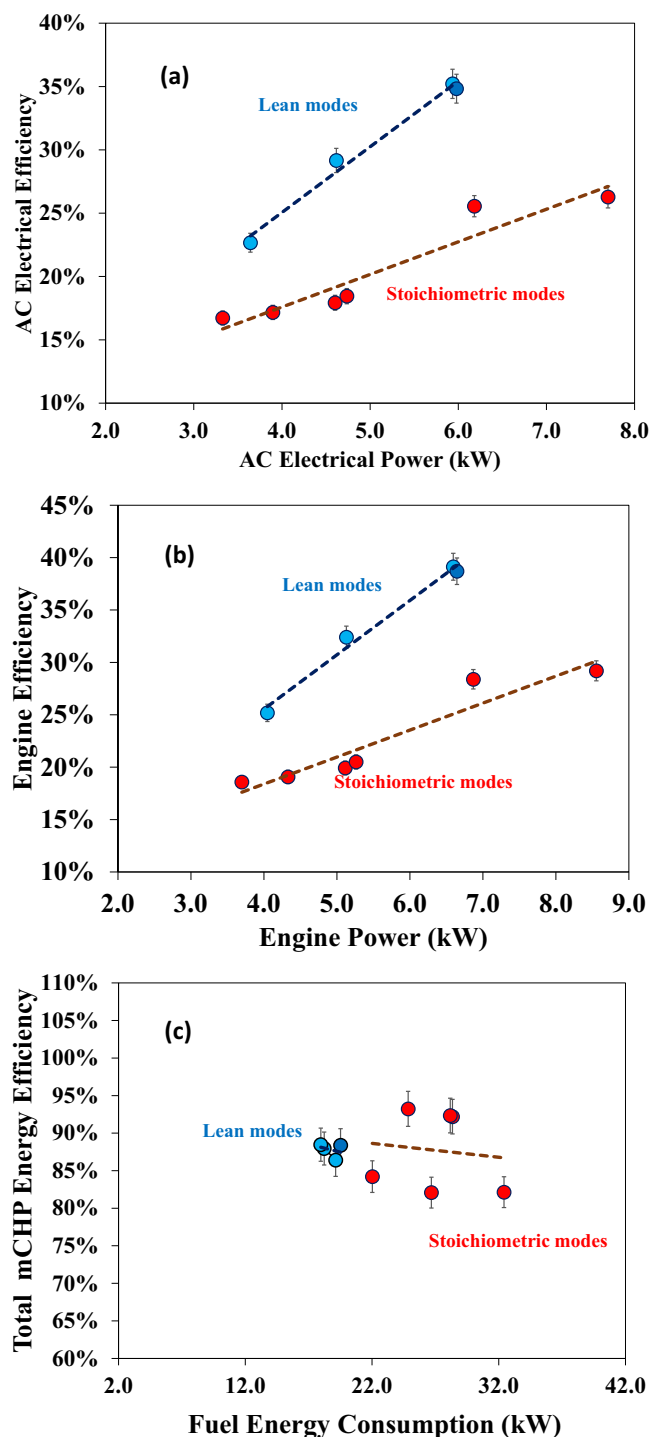 40%
(a)
35%
Lean modes
30%
25%
20%
Stoichiometric modes
15%
10%
AC Electrical Efficiency
2.0 3.0 4.0 5.0 6.0 7.0 8.0
AC Electrical Power (kW)
45%
(b)
40%
Lean modes
35%
30%
25%
20%
Stoichiometric modes
15%
10%
Engine Efficiency
2.0 3.0 4.0 5.0 6.0 7.0 8.0 9.0
Engine Power (kW)
110%
105%
(c)
100%
95%
90%
Lean modes
85%
80%
Stoichiometric modes
75%
70%
65%
60%
Total mCHP Energy Efficiency
2.0 12.0 22.0 32.0 42.0
Fuel Energy Consumption (kW)